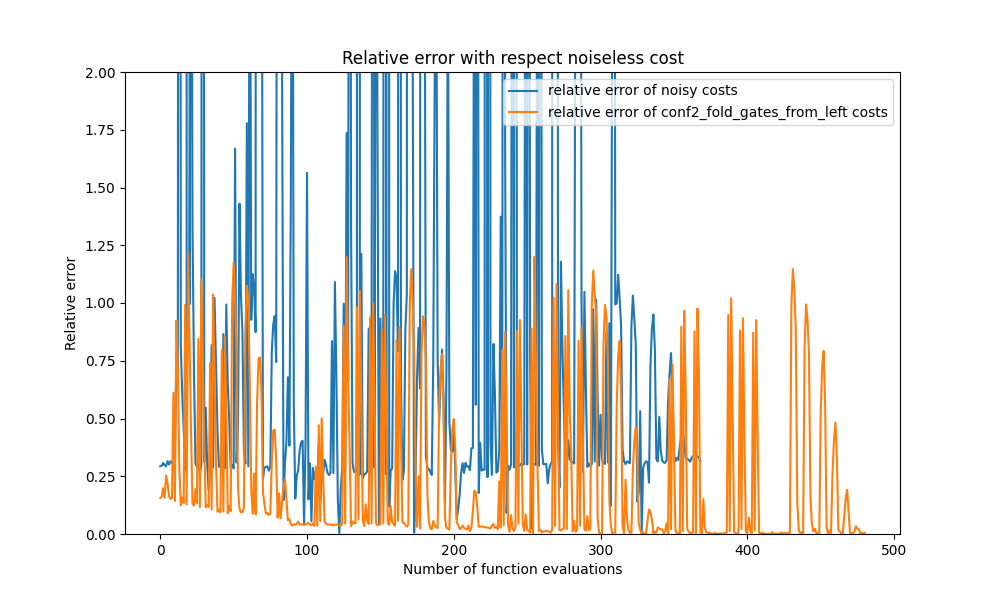 Relative error with respect noiseless cost
relative error of noisy costs
relative error of conf2_fold_gates_from_left costs
Relative error
2.00
1.75
1.50
1.25
1.00
0.75
0.50
0.25
0.00
0 100 200 300 400 500
Number of function evaluations